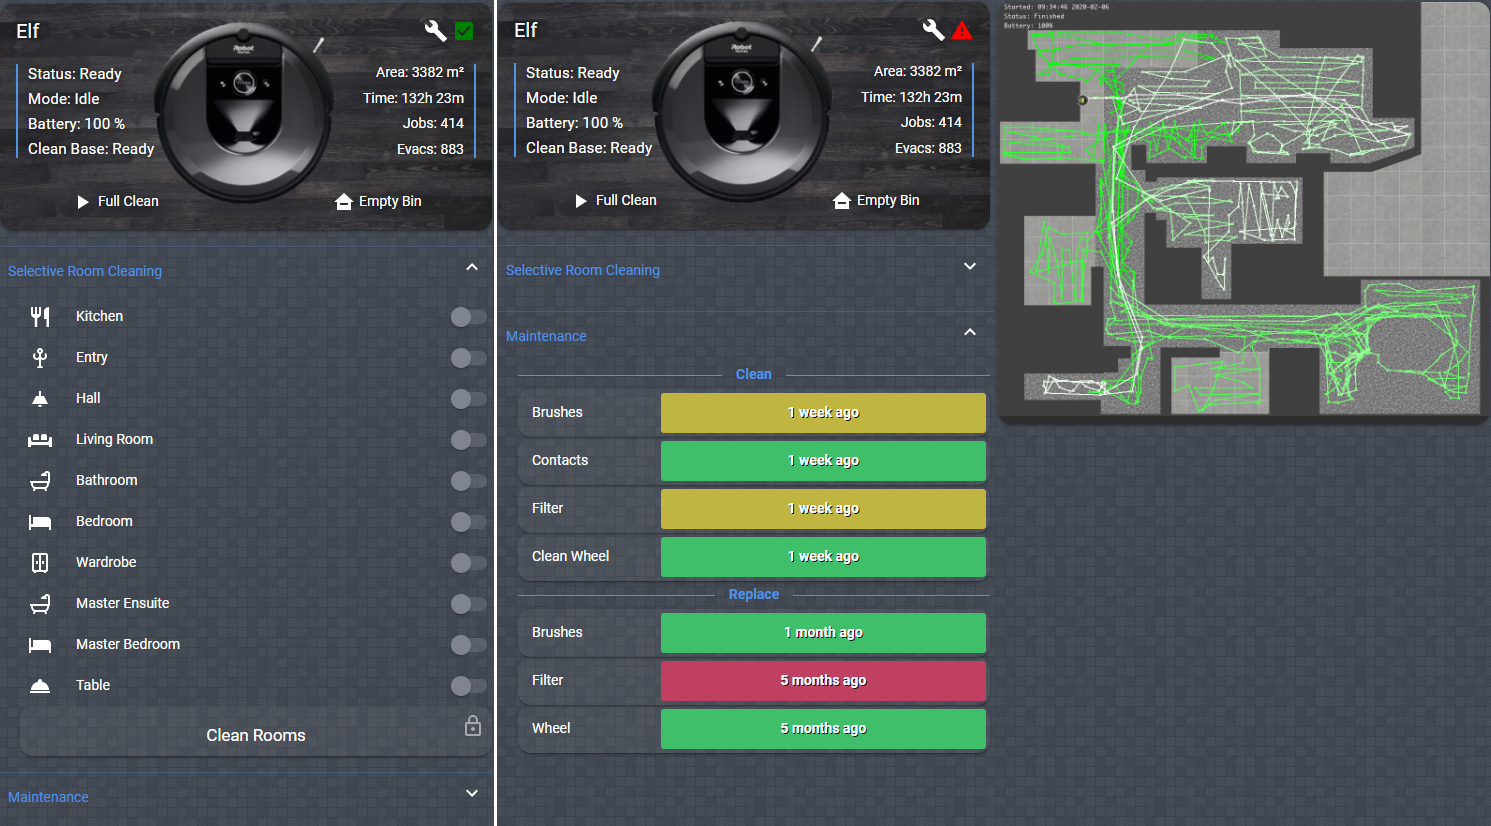 Elf
Status: Ready
Mode: Idle
Battery: 100 %
Clean Base: Ready
iRobot
Area: 3382 m²
Time: 132h 23m
Jobs: 414
Evacs: 883
Full Clean
Empty Bin
Selective Room Cleaning
Kitchen
Entry
Hall
Living Room
Bathroom
Bedroom
Wardrobe
Master Ensuite
Master Bedroom
Table
Clean Rooms
Maintenance
Elf
Status: Ready
Mode: Idle
Battery: 100 %
Clean Base: Ready
iRobot
Area: 3382 m²
Time: 132h 23m
Jobs: 414
Evacs: 883
Full Clean
Empty Bin
Selective Room Cleaning
Maintenance
Clean
Brushes 1 week ago
Contacts 1 week ago
Filter 1 week ago
Clean Wheel 1 week ago
Replace
Brushes 1 month ago
Filter 5 months ago
Wheel 5 months ago
Started: 09:34:46 2020-02-06
Status: Finished
Battery: 100%